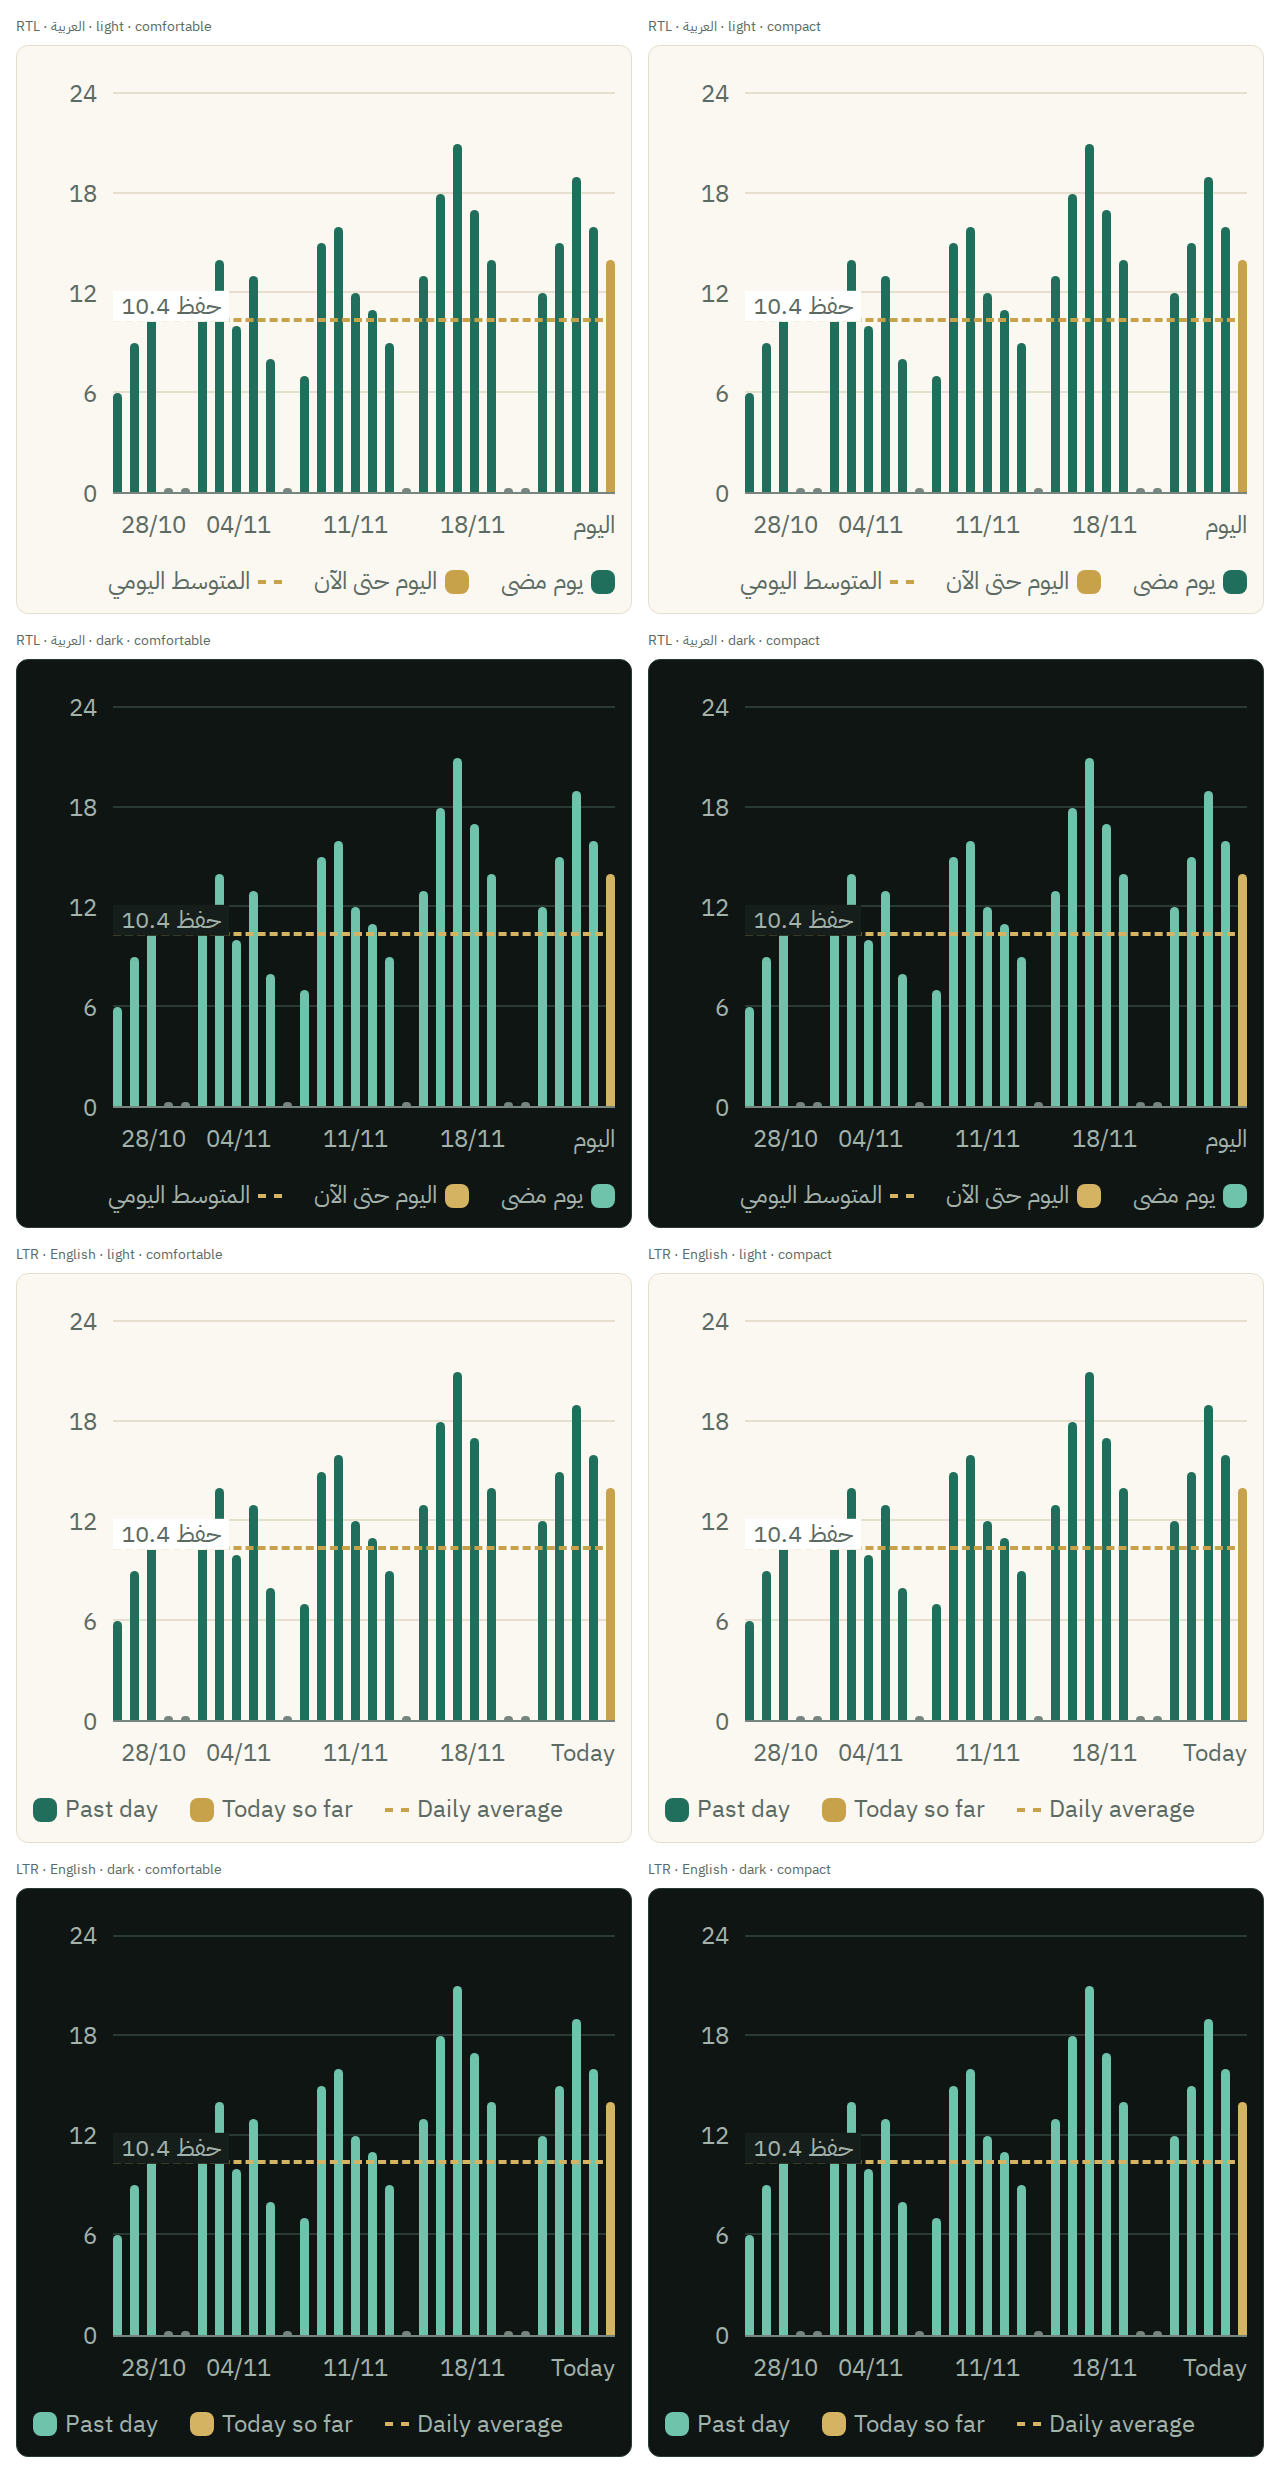 RTL · العربية · light · comfortable
24
18
12
حفظ 10.4
6
0
28/10 04/11 11/11 18/11 اليوم
يوم مضى اليوم حتى الآن المتوسط اليومي
RTL · العربية · light · compact
24
18
12
حفظ 10.4
6
0
28/10 04/11 11/11 18/11 اليوم
يوم مضى اليوم حتى الآن المتوسط اليومي
RTL · العربية · dark · comfortable
24
18
12
حفظ 10.4
6
0
28/10 04/11 11/11 18/11 اليوم
يوم مضى اليوم حتى الآن المتوسط اليومي
RTL · العربية · dark · compact
24
18
12
حفظ 10.4
6
0
28/10 04/11 11/11 18/11 اليوم
يوم مضى اليوم حتى الآن المتوسط اليومي
LTR · English · light · comfortable
24
18
12
حفظ 10.4
6
0
28/10 04/11 11/11 18/11 Today
Past day Today so far Daily average
LTR · English · light · compact
24
18
12
حفظ 10.4
6
0
28/10 04/11 11/11 18/11 Today
Past day Today so far Daily average
LTR · English · dark · comfortable
24
18
12
حفظ 10.4
6
0
28/10 04/11 11/11 18/11 Today
Past day Today so far Daily average
LTR · English · dark · compact
24
18
12
حفظ 10.4
6
0
28/10 04/11 11/11 18/11 Today
Past day Today so far Daily average